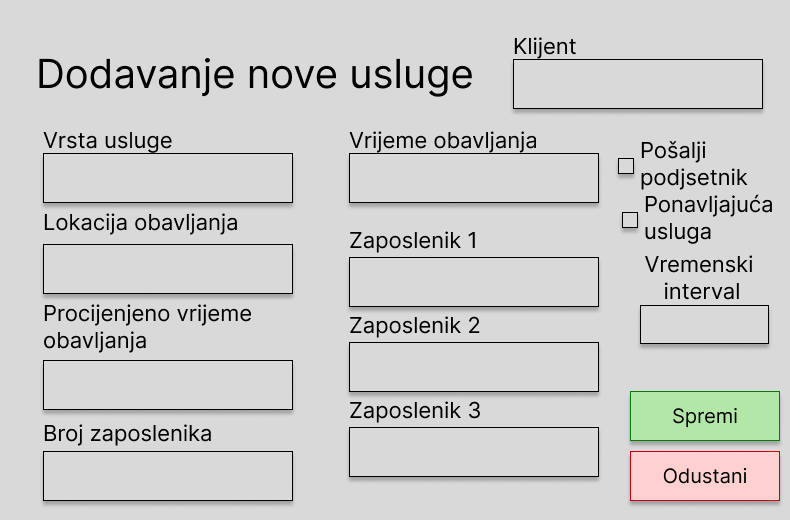 Dodavanje nove usluge
Klijent
Vrsta usluge
Lokacija obavljanja
Procijenjeno vrijeme
obavljanja
Broj zaposlenika
Vrijeme obavljanja
Zaposlenik 1
Zaposlenik 2
Zaposlenik 3
Pošalji
podjsetnik
Ponavljajuća
usluga
Vremenski
interval
Spremi
Odustani